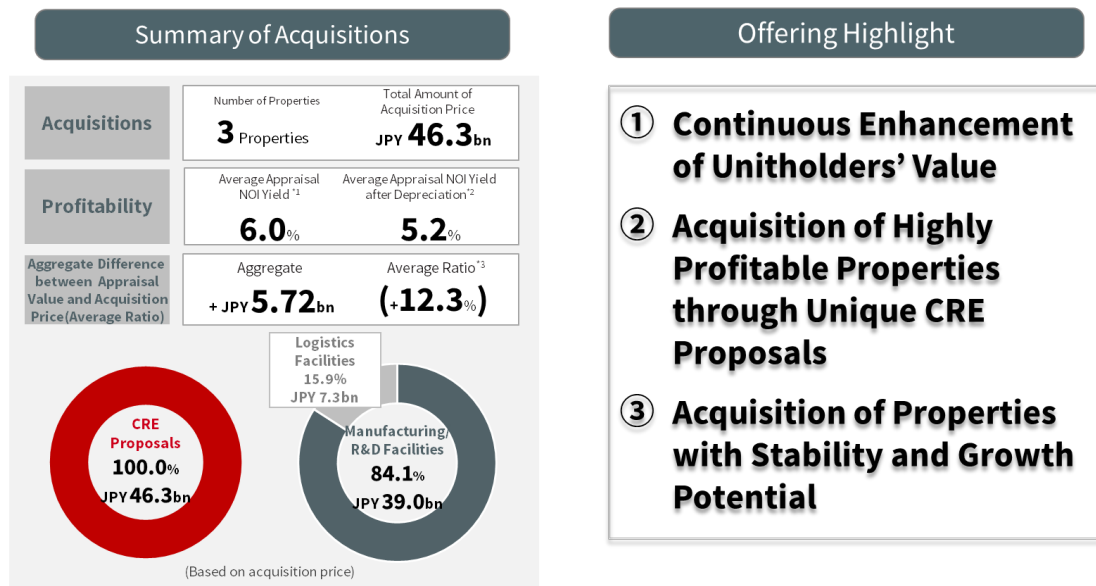 Summary of Acquisitions
Acquisitions
Number of Properties
3 Properties
Total Amount of
Acquisition Price
JPY 46.3bn
Profitability
Average Appraisal
NOI Yield *1
6.0%
Average Appraisal NOI Yield
after Depreciation*2
5.2%
Aggregate Difference
between Appraisal
Value and Acquisition
Price(Average Ratio)
Aggregate
+ JPY 5.72bn
Average Ratio*3
(+12.3%)
CRE
Proposals
100.0%
JPY 46.3bn
Logistics
Facilities
15.9%
JPY 7.3bn
Manufacturing/
R&D Facilities
84.1%
JPY 39.0bn
(Based on acquisition price)
Offering Highlight
① Continuous Enhancement
of Unitholders’ Value
② Acquisition of Highly
Profitable Properties
through Unique CRE
Proposals
③ Acquisition of Properties
with Stability and Growth
Potential